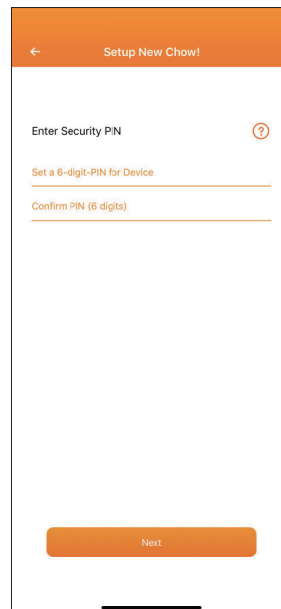 Setup New Chow!
Enter Security PIN
?
Set a 6-digit-PIN for Device
Confirm PIN (6 digits)
Next